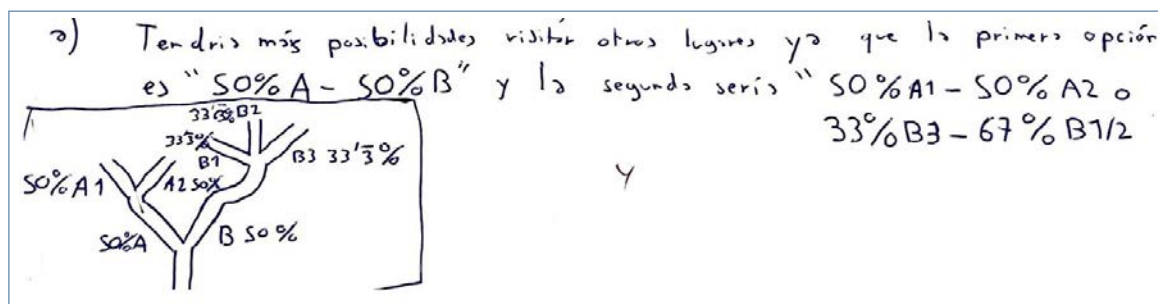 a) Tendria más posibilidades visitar otros lugares ya que la primera opción
es "50%A - 50%B" y la segunda sería "50%A1 - 50%A2 o
33%B3 - 67%B1/2
33'3% B2
33'3%
B1
B3 33'3%
50%A1
A2 50%
50%A
B 50%
y